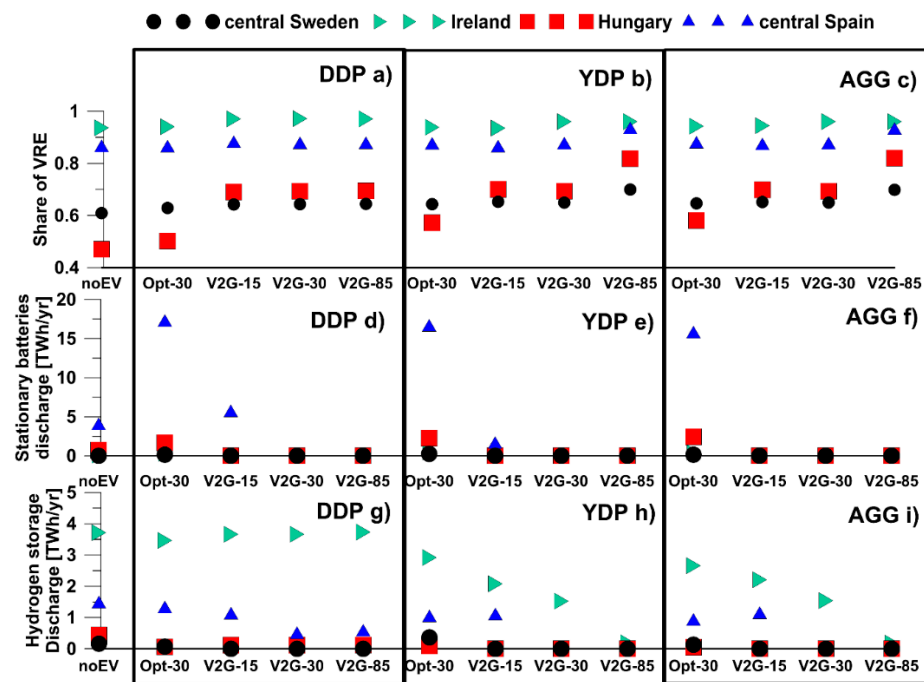 central Sweden Ireland Hungary central Spain
DDP a) YDP b) AGG c)
Share of VRE
1
0.8
0.6
0.4
noEV Opt-30 V2G-15 V2G-30 V2G-85 Opt-30 V2G-15 V2G-30 V2G-85 Opt-30 V2G-15 V2G-30 V2G-85
DDP d) YDP e) AGG f)
Stationary batteries
discharge [TWh/yr]
20
15
10
5
0
noEV Opt-30 V2G-15 V2G-30 V2G-85 Opt-30 V2G-15 V2G-30 V2G-85 Opt-30 V2G-15 V2G-30 V2G-85
DDP g) YDP h) AGG i)
Hydrogen storage
Discharge [TWh/yr]
5
4
3
2
1
0
noEV Opt-30 V2G-15 V2G-30 V2G-85 Opt-30 V2G-15 V2G-30 V2G-85 Opt-30 V2G-15 V2G-30 V2G-85